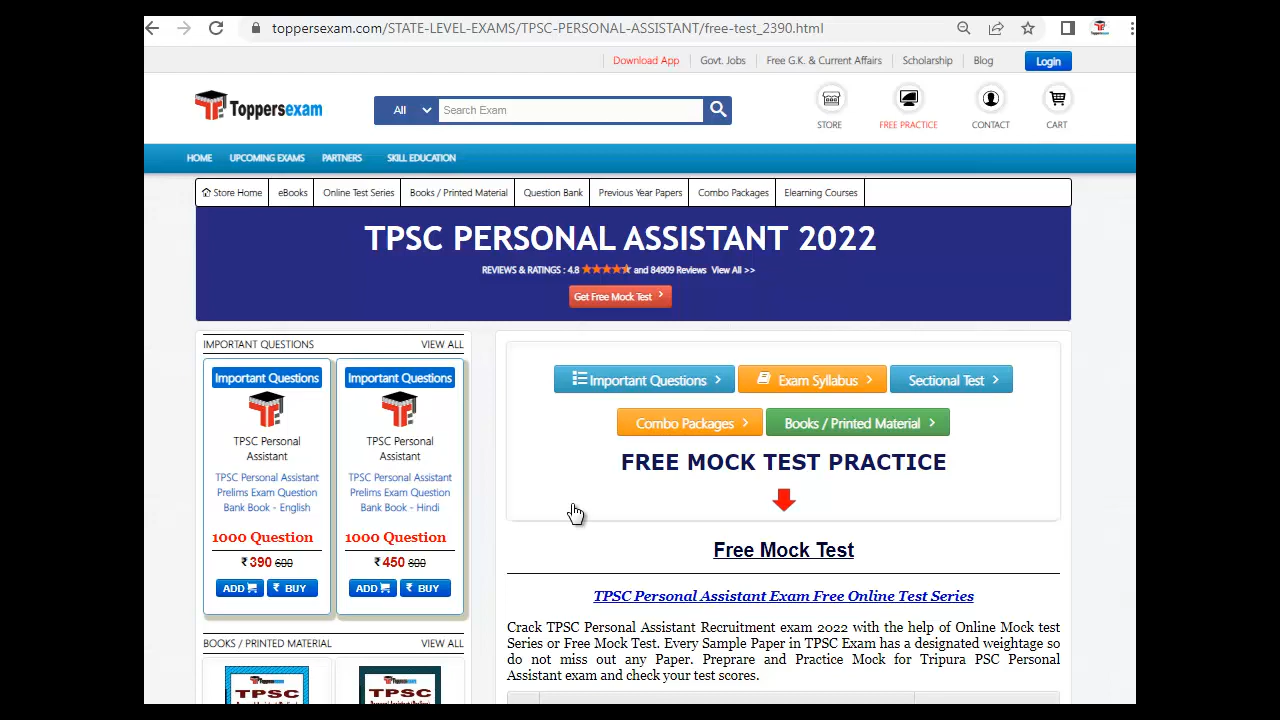 toppersexam.com/STATE-LEVEL-EXAMS/TPSC-PERSONAL-ASSISTANT/free-test_2390.html
Download App Govt. Jobs Free G.K. & Current Affairs Scholarship Blog Login
Toppersexam All Search Exam
STORE FREE PRACTICE CONTACT CART
HOME UPCOMING EXAMS PARTNERS SKILL EDUCATION
Store Home eBooks Online Test Series Books / Printed Material Question Bank Previous Year Papers Combo Packages Elearning Courses
TPSC PERSONAL ASSISTANT 2022
REVIEWS & RATINGS : 4.8 and 84909 Reviews View All >>
Get Free Mock Test
IMPORTANT QUESTIONS VIEW ALL
Important Questions
TPSC Personal
Assistant
TPSC Personal Assistant
Prelims Exam Question
Bank Book - English
1000 Question
₹ 390 600
ADD ₹ BUY
Important Questions
TPSC Personal
Assistant
TPSC Personal Assistant
Prelims Exam Question
Bank Book - Hindi
1000 Question
₹ 450 800
ADD ₹ BUY
BOOKS / PRINTED MATERIAL VIEW ALL
Toppersexam
TPSC
Toppersexam
TPSC
Important Questions Exam Syllabus Sectional Test
Combo Packages Books / Printed Material
FREE MOCK TEST PRACTICE
Free Mock Test
TPSC Personal Assistant Exam Free Online Test Series
Crack TPSC Personal Assistant Recruitment exam 2022 with the help of Online Mock test
Series or Free Mock Test. Every Sample Paper in TPSC Exam has a designated weightage so
do not miss out any Paper. Preprare and Practice Mock for Tripura PSC Personal
Assistant exam and check your test scores.